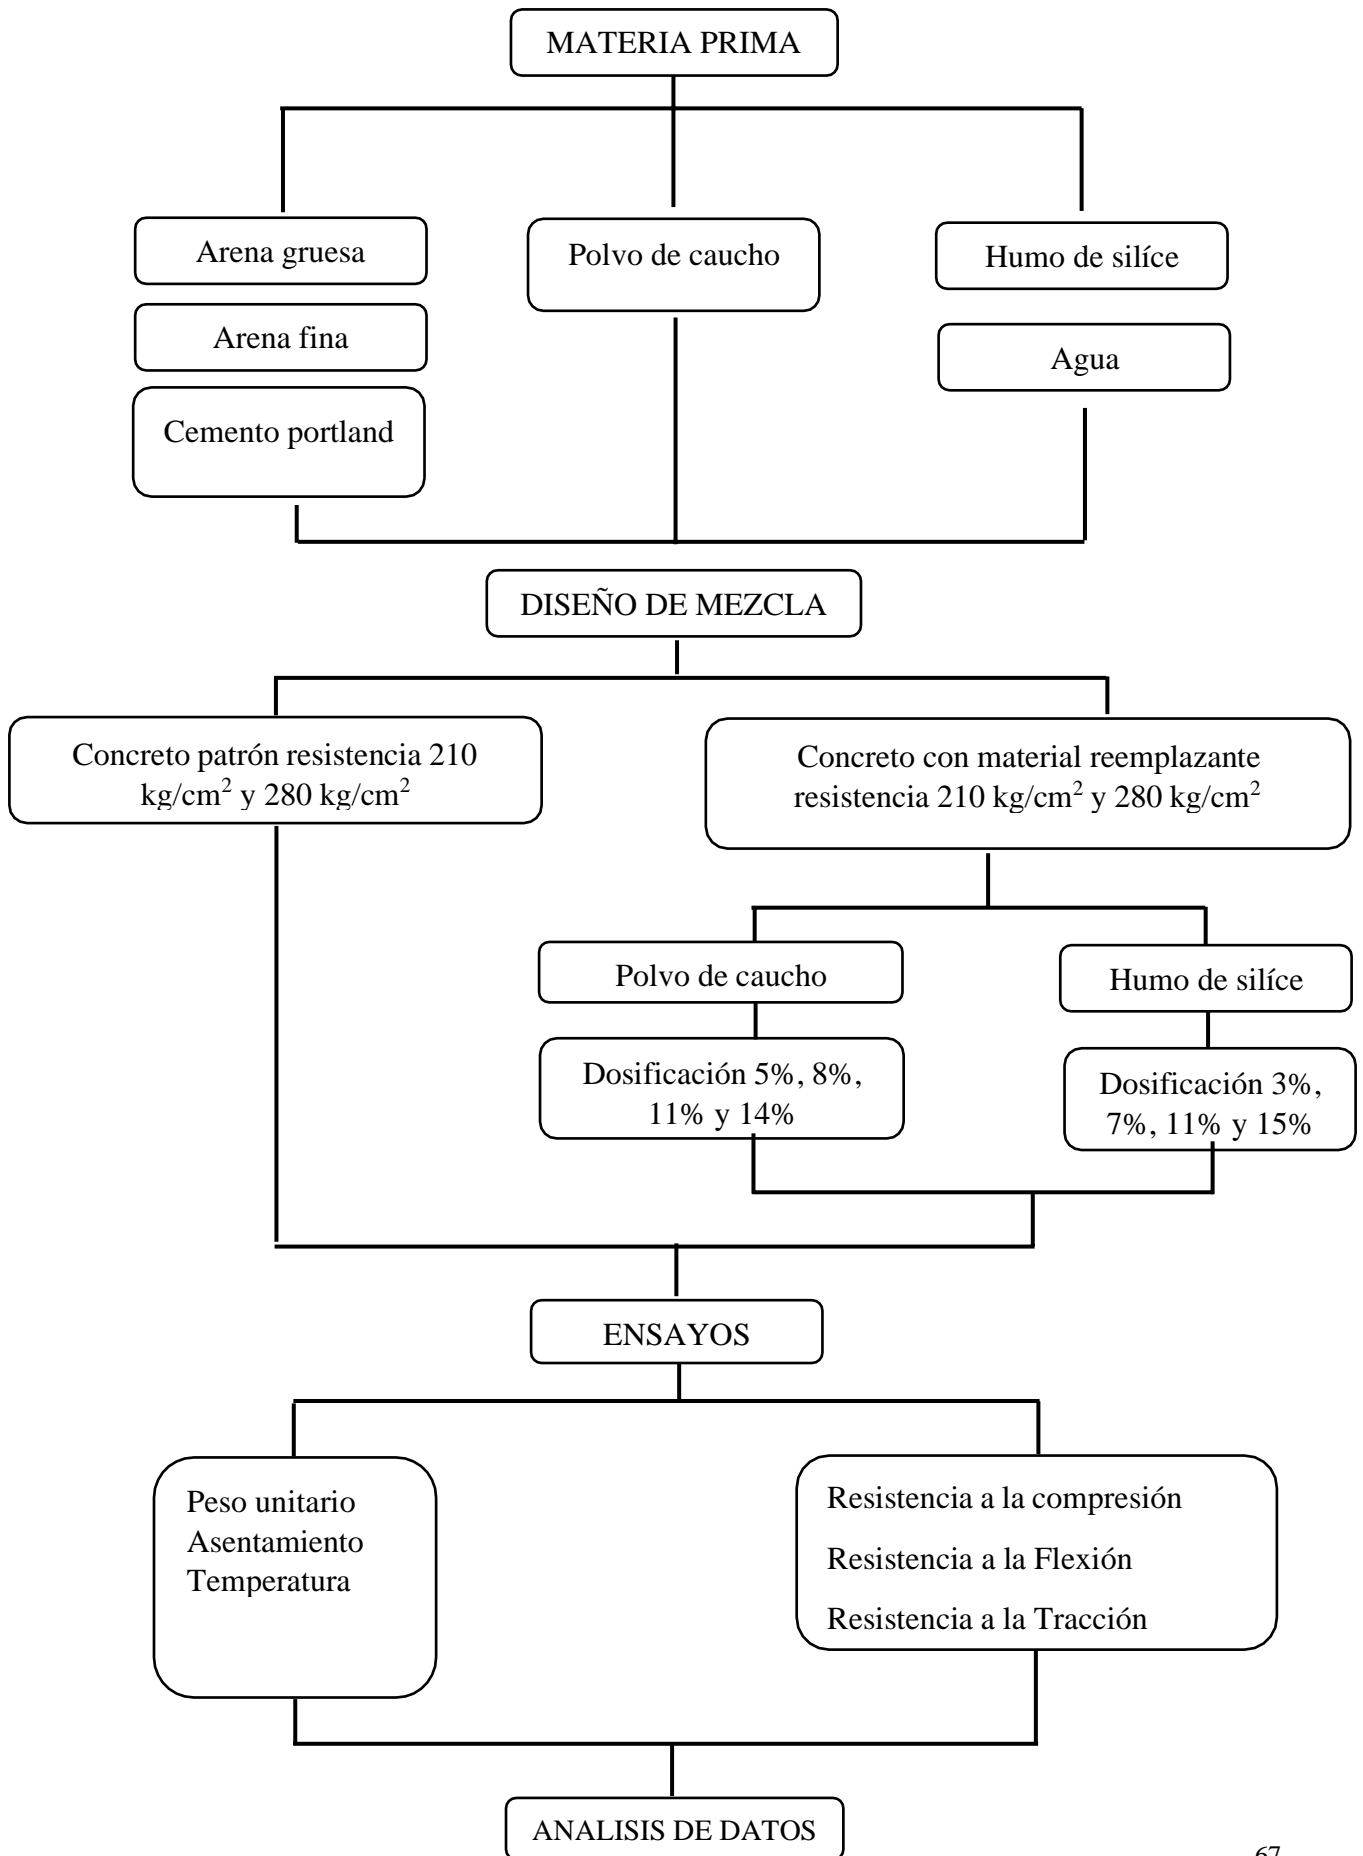 MATERIA PRIMA
Arena gruesa
Polvo de caucho
Humo de silíce
Arena fina
Agua
Cemento portland
DISEÑO DE MEZCLA
Concreto patrón resistencia 210
kg/cm² y 280 kg/cm²
Concreto con material reemplazante
resistencia 210 kg/cm² y 280 kg/cm²
Polvo de caucho
Humo de silíce
Dosificación 5%, 8%,
11% y 14%
Dosificación 3%,
7%, 11% y 15%
ENSAYOS
Peso unitario
Asentamiento
Temperatura
Resistencia a la compresión
Resistencia a la Flexión
Resistencia a la Tracción
ANALISIS DE DATOS
67